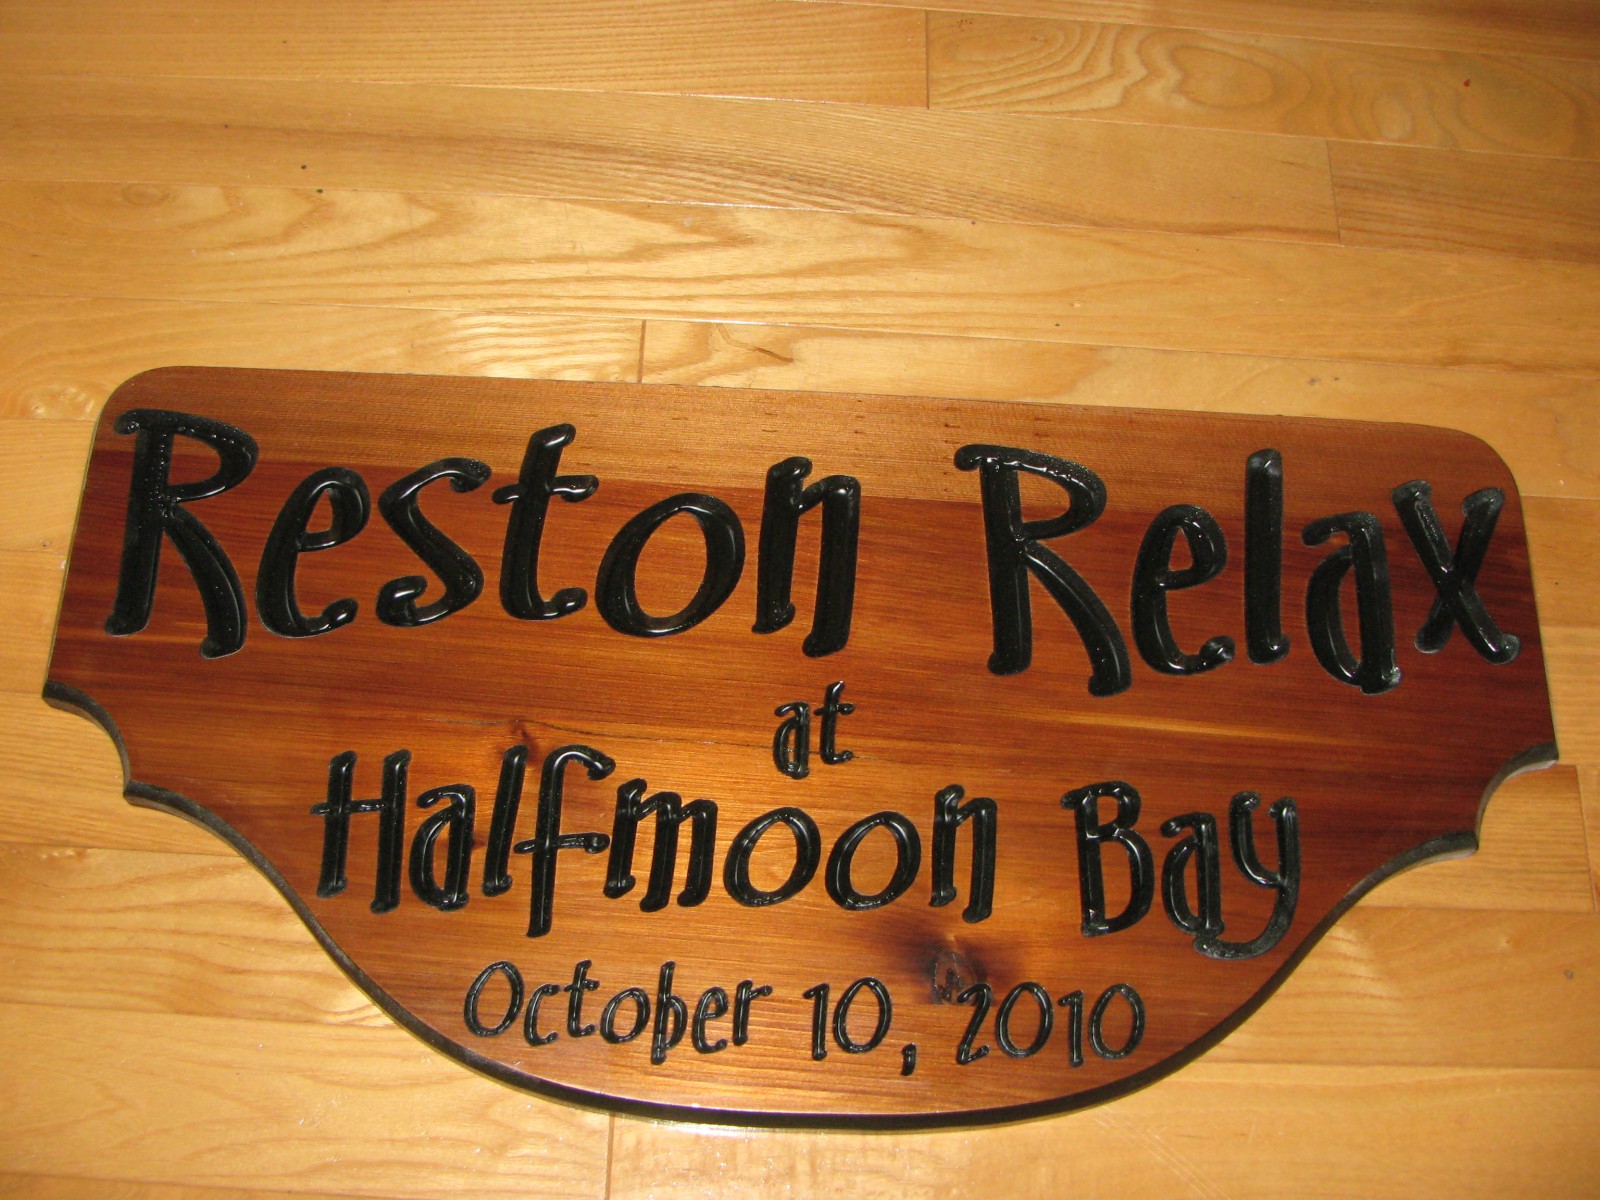 Reston Relax
at
Halfmoon Bay
October 10, 2010